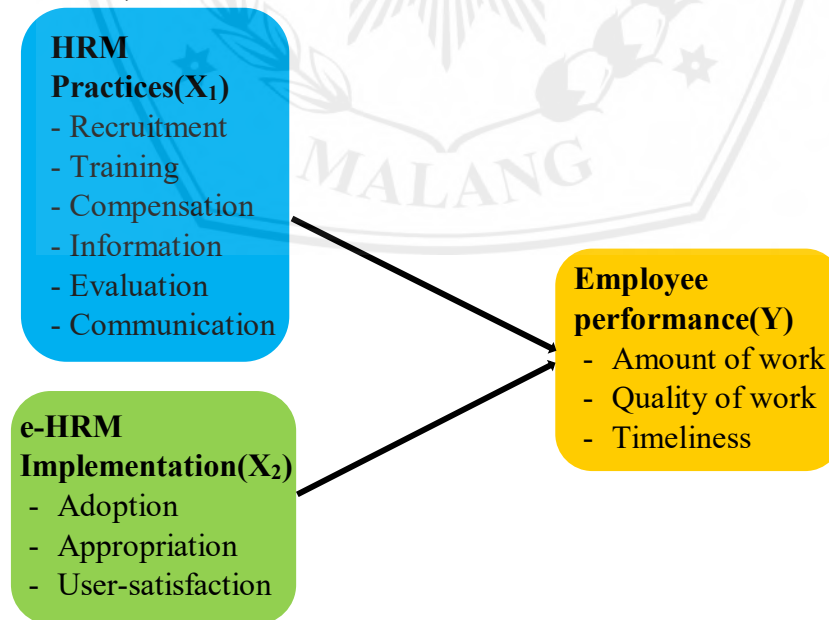 HRM
Practices(X₁)
- Recruitment
- Training
- Compensation
- Information
- Evaluation
- Communication
MALANG
Employee
performance(Y)
- Amount of work
- Quality of work
- Timeliness
e-HRM
Implementation(X₂)
- Adoption
- Appropriation
- User-satisfaction